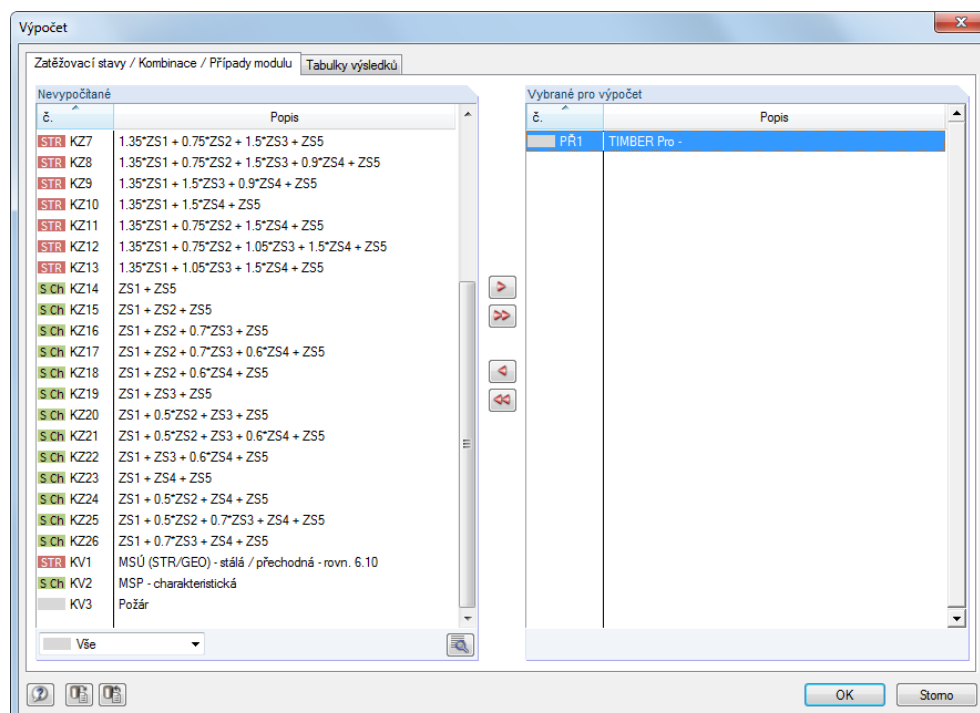 Výpočet
Zatěžovací stavy / Kombinace / Případy modulu Tabulky výsledků
Nevypočítané
č. Popis
STR KZ7 1.35*ZS1 + 0.75*ZS2 + 1.5*ZS3 + ZS5
STR KZ8 1.35*ZS1 + 0.75*ZS2 + 1.5*ZS3 + 0.9*ZS4 + ZS5
STR KZ9 1.35*ZS1 + 1.5*ZS3 + 0.9*ZS4 + ZS5
STR KZ10 1.35*ZS1 + 1.5*ZS4 + ZS5
STR KZ11 1.35*ZS1 + 0.75*ZS2 + 1.5*ZS4 + ZS5
STR KZ12 1.35*ZS1 + 0.75*ZS2 + 1.05*ZS3 + 1.5*ZS4 + ZS5
STR KZ13 1.35*ZS1 + 1.05*ZS3 + 1.5*ZS4 + ZS5
S Ch KZ14 ZS1 + ZS5
S Ch KZ15 ZS1 + ZS2 + ZS5
S Ch KZ16 ZS1 + ZS2 + 0.7*ZS3 + ZS5
S Ch KZ17 ZS1 + ZS2 + 0.7*ZS3 + 0.6*ZS4 + ZS5
S Ch KZ18 ZS1 + ZS2 + 0.6*ZS4 + ZS5
S Ch KZ19 ZS1 + ZS3 + ZS5
S Ch KZ20 ZS1 + 0.5*ZS2 + ZS3 + ZS5
S Ch KZ21 ZS1 + 0.5*ZS2 + ZS3 + 0.6*ZS4 + ZS5
S Ch KZ22 ZS1 + ZS3 + 0.6*ZS4 + ZS5
S Ch KZ23 ZS1 + ZS4 + ZS5
S Ch KZ24 ZS1 + 0.5*ZS2 + ZS4 + ZS5
S Ch KZ25 ZS1 + 0.5*ZS2 + 0.7*ZS3 + ZS4 + ZS5
S Ch KZ26 ZS1 + 0.7*ZS3 + ZS4 + ZS5
STR KV1 MSÚ (STR/GEO) - stálá / přechodná - rovn. 6.10
S Ch KV2 MSP - charakteristická
KV3 Požár
Vše
Vybrané pro výpočet
č. Popis
PŘ1 TIMBER Pro -
OK Storno